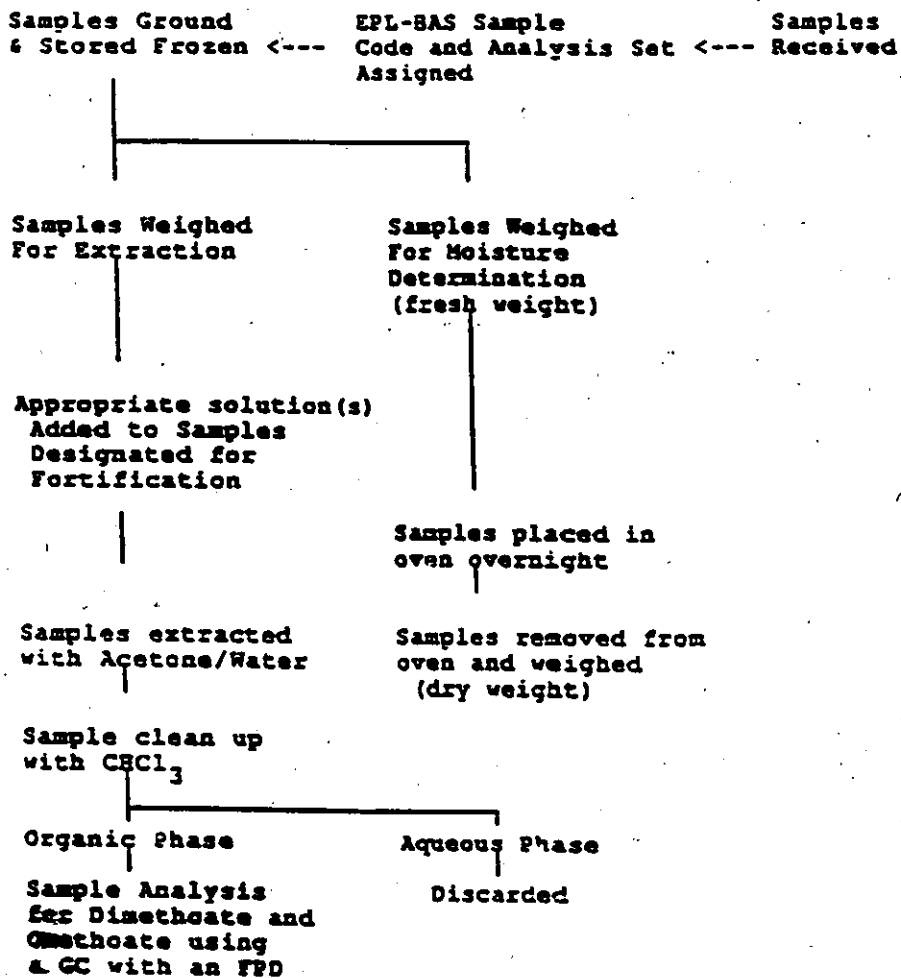 Samples Ground
& Stored Frozen <---
EPL-BAS Sample
Code and Analysis Set <---
Assigned
Samples
Received
Samples Weighed
For Extraction
Samples Weighed
For Moisture
Determination
(fresh weight)
Appropriate solution(s)
Added to Samples
Designated for
Fortification
Samples placed in
oven overnight
Samples extracted
with Acetone/Water
Samples removed from
oven and weighed
(dry weight)
Sample clean up
with CHCl3
Organic Phase
Aqueous Phase
Sample Analysis
for Dimethoate and
Omethoate using
a GC with an FPD
Discarded